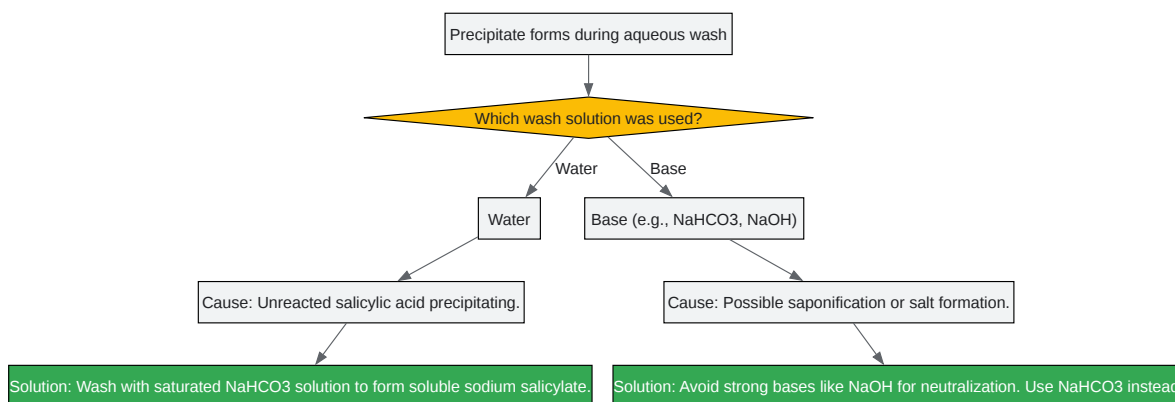 Precipitate forms during aqueous wash
Which wash solution was used?
Water
Base
Water
Base (e.g., NaHCO3, NaOH)
Cause: Unreacted salicylic acid precipitating.
Cause: Possible saponification or salt formation.
Solution: Wash with saturated NaHCO3 solution to form soluble sodium salicylate.
Solution: Avoid strong bases like NaOH for neutralization. Use NaHCO3 instead